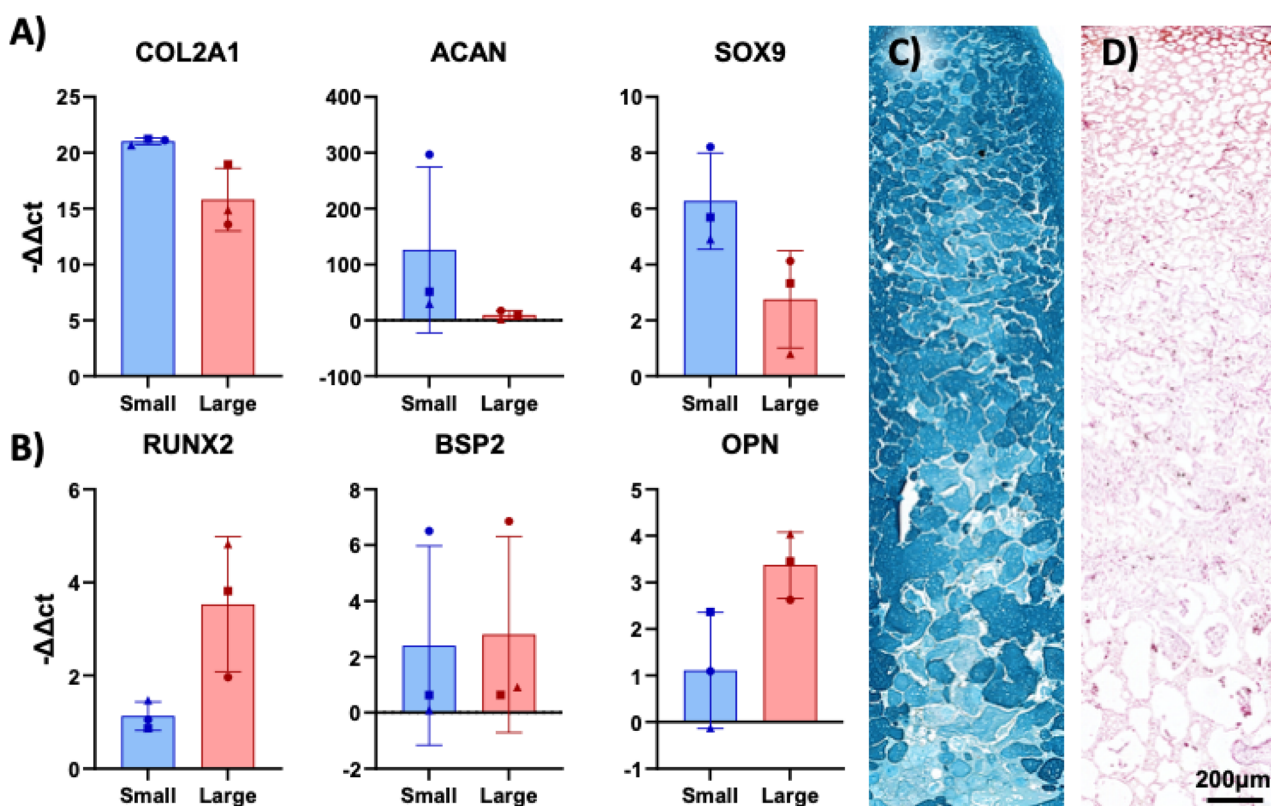 A)
COL2A1
ACAN
SOX9
C)
D)
-ΔΔct
25
20
15
10
5
0
Small Large
400
300
200
100
0
-100
Small Large
10
8
6
4
2
0
Small Large
B)
RUNX2
BSP2
OPN
-ΔΔct
6
4
2
0
Small Large
8
6
4
2
0
-2
Small Large
5
4
3
2
1
0
-1
Small Large
200μm